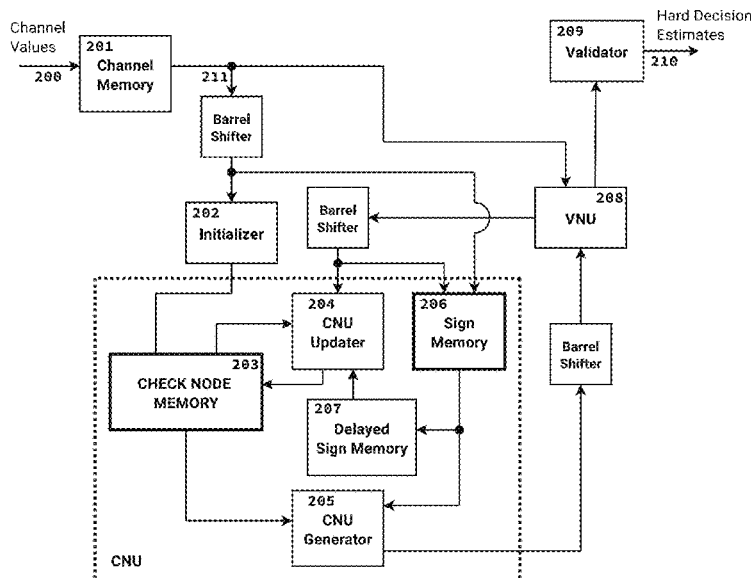 Channel
Values
200
201
Channel
Memory
211
Barrel
Shifter
209
Validator
Hard Decision
Estimates
210
202
Initializer
Barrel
Shifter
208
VNU
204
CNU
Updater
206
Sign
Memory
Barrel
Shifter
203
CHECK NODE
MEMORY
207
Delayed
Sign Memory
205
CNU
Generator
CNU